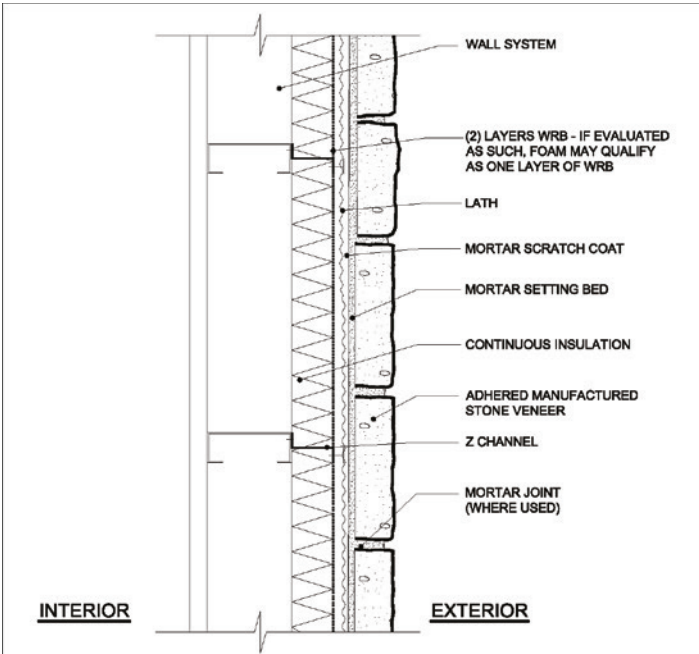 WALL SYSTEM
(2) LAYERS WRB - IF EVALUATED
AS SUCH, FOAM MAY QUALIFY
AS ONE LAYER OF WRB
LATH
MORTAR SCRATCH COAT
MORTAR SETTING BED
CONTINUOUS INSULATION
ADHERED MANUFACTURED
STONE VENEER
Z CHANNEL
MORTAR JOINT
(WHERE USED)
INTERIOR
EXTERIOR